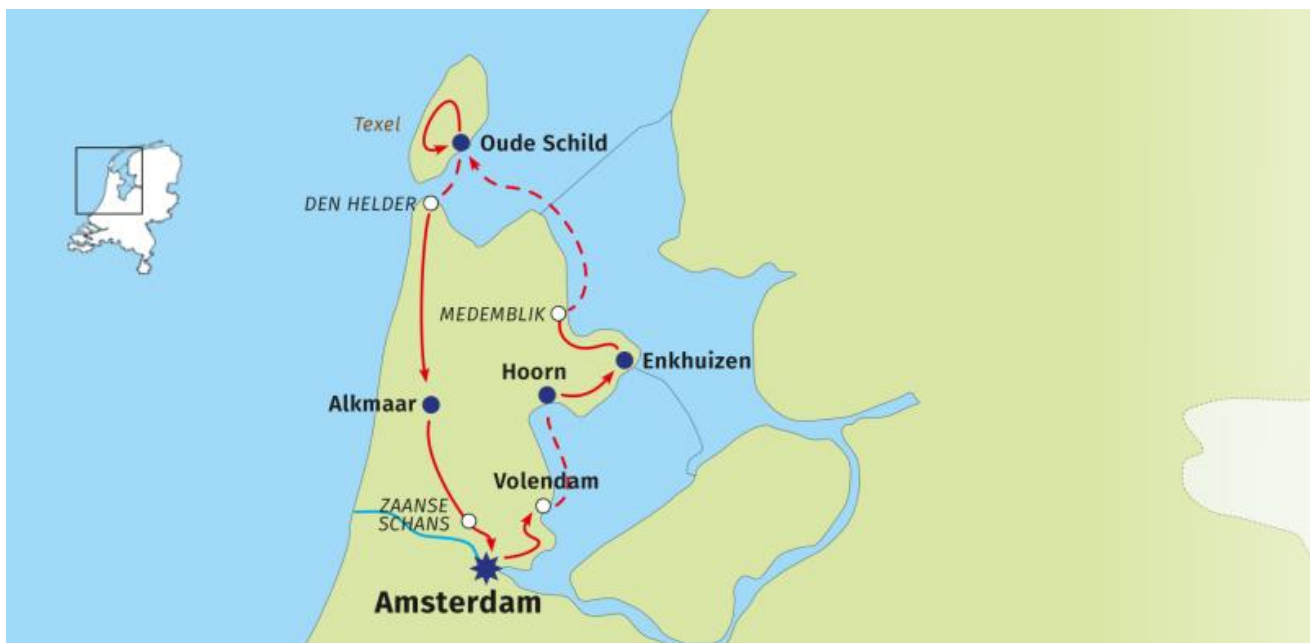 Texel
Oude Schild
DEN HELDER
MEDEMBLIK
Enkhuizen
Hoorn
Alkmaar
Volendam
ZAANSE
SCHANS
Amsterdam